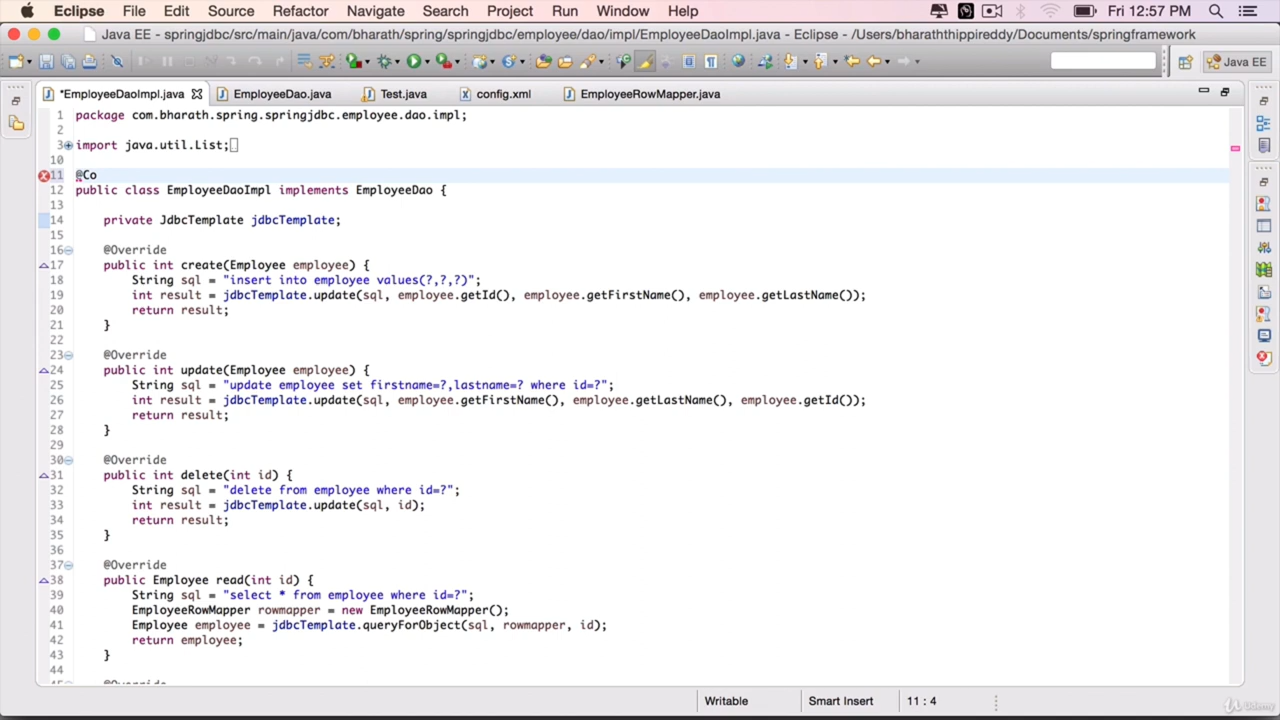 Eclipse File Edit Source Refactor Navigate Search Project Run Window Help Fri 12:57 PM
Java EE - springjdbc/src/main/java/com/bharath/spring/springjdbc/employee/dao/impl/EmployeeDaoImpl.java - Eclipse - /Users/bharaththippireddy/Documents/springframework
Java EE
*EmployeeDaoImpl.java EmployeeDao.java Test.java config.xml EmployeeRowMapper.java
1 package com.bharath.spring.springjdbc.employee.dao.impl;
2
3 import java.util.List;
10
11 @Co
12 public class EmployeeDaoImpl implements EmployeeDao {
13
14 private JdbcTemplate jdbcTemplate;
15
16 @Override
17 public int create(Employee employee) {
18 String sql = "insert into employee values(?,?,?)";
19 int result = jdbcTemplate.update(sql, employee.getId(), employee.getFirstName(), employee.getLastName());
20 return result;
21 }
22
23 @Override
24 public int update(Employee employee) {
25 String sql = "update employee set firstname=?,lastname=? where id=?";
26 int result = jdbcTemplate.update(sql, employee.getFirstName(), employee.getLastName(), employee.getId());
27 return result;
28 }
29
30 @Override
31 public int delete(int id) {
32 String sql = "delete from employee where id=?";
33 int result = jdbcTemplate.update(sql, id);
34 return result;
35 }
36
37 @Override
38 public Employee read(int id) {
39 String sql = "select * from employee where id=?";
40 EmployeeRowMapper rowmapper = new EmployeeRowMapper();
41 Employee employee = jdbcTemplate.queryForObject(sql, rowmapper, id);
42 return employee;
43 }
44
45 @Override
Writable Smart Insert 11 : 4
Udemy